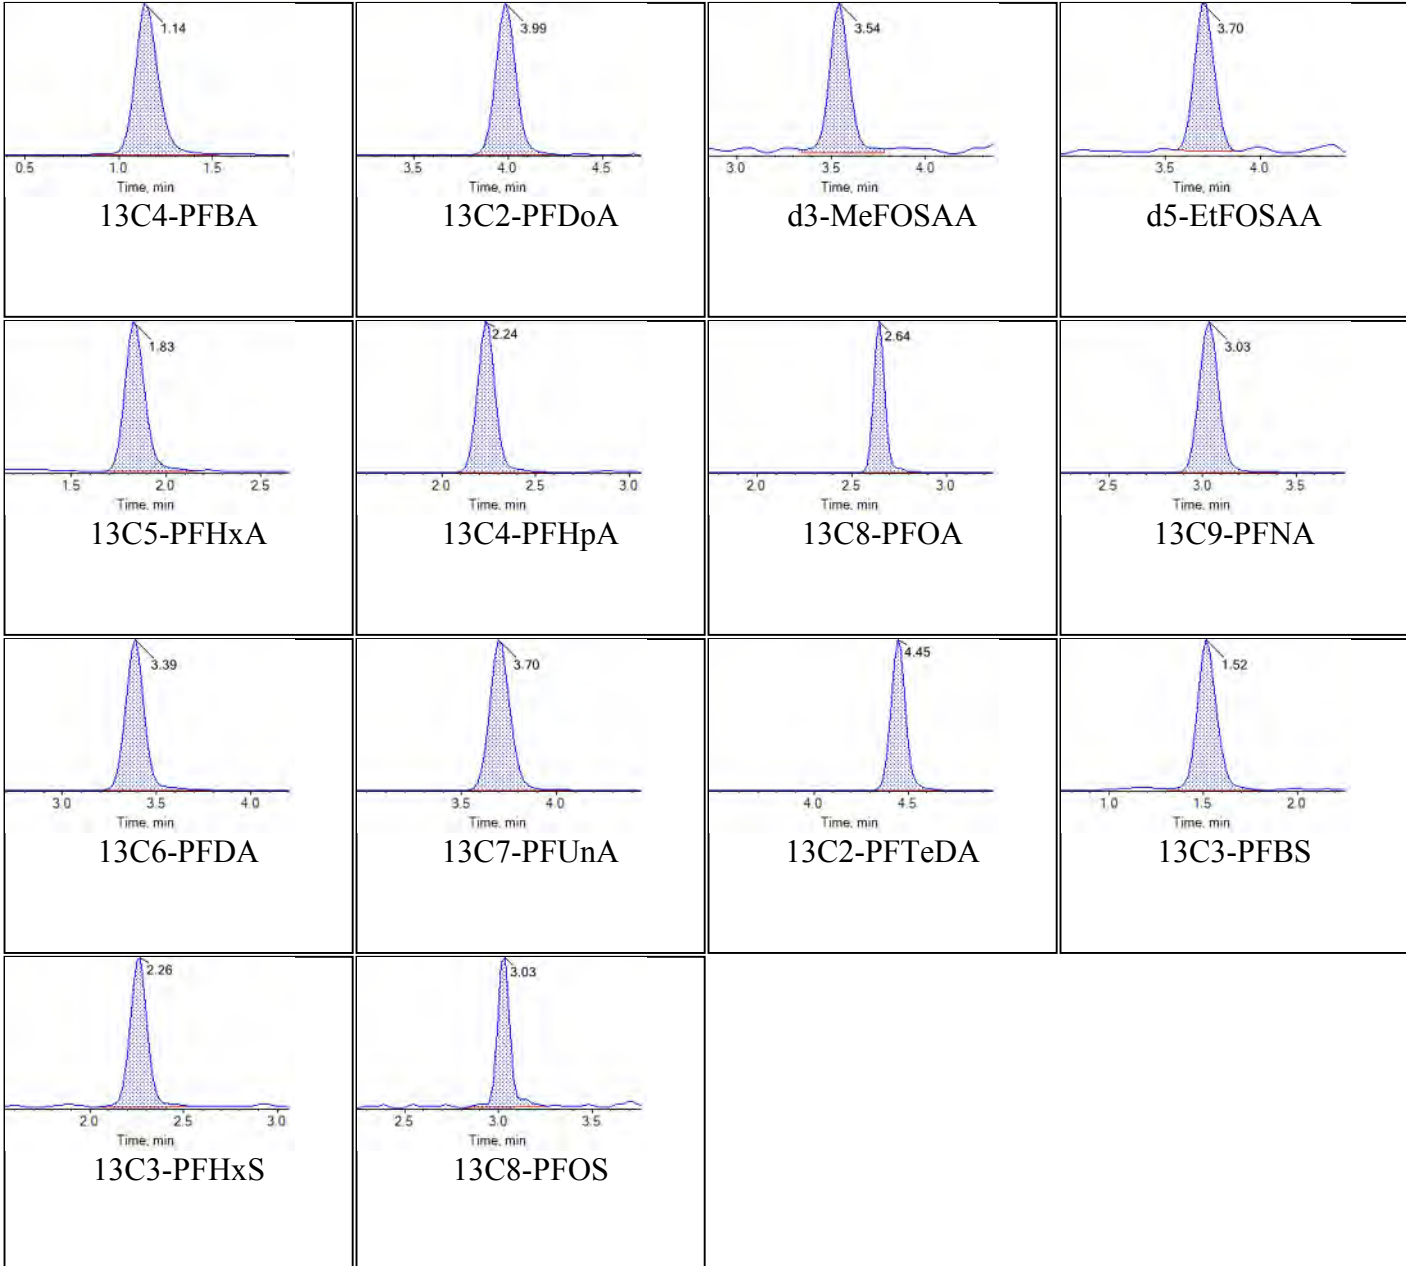 1.14
0.5 1.0 1.5
Time, min
13C4-PFBA
3.99
3.5 4.0 4.5
Time, min
13C2-PFDoA
3.54
3.0 3.5 4.0
Time, min
d3-MeFOSAA
3.70
3.5 4.0
Time, min
d5-EtFOSAA
1.83
1.5 2.0 2.5
Time, min
13C5-PFHxA
2.24
2.0 2.5 3.0
Time, min
13C4-PFHpA
2.64
2.0 2.5 3.0
Time, min
13C8-PFOA
3.03
2.5 3.0 3.5
Time, min
13C9-PFNA
3.39
3.0 3.5 4.0
Time, min
13C6-PFDA
3.70
3.5 4.0
Time, min
13C7-PFUnA
4.45
4.0 4.5
Time, min
13C2-PFTeDA
1.52
1.0 1.5 2.0
Time, min
13C3-PFBS
2.26
2.0 2.5 3.0
Time, min
13C3-PFHxS
3.03
2.5 3.0 3.5
Time, min
13C8-PFOS